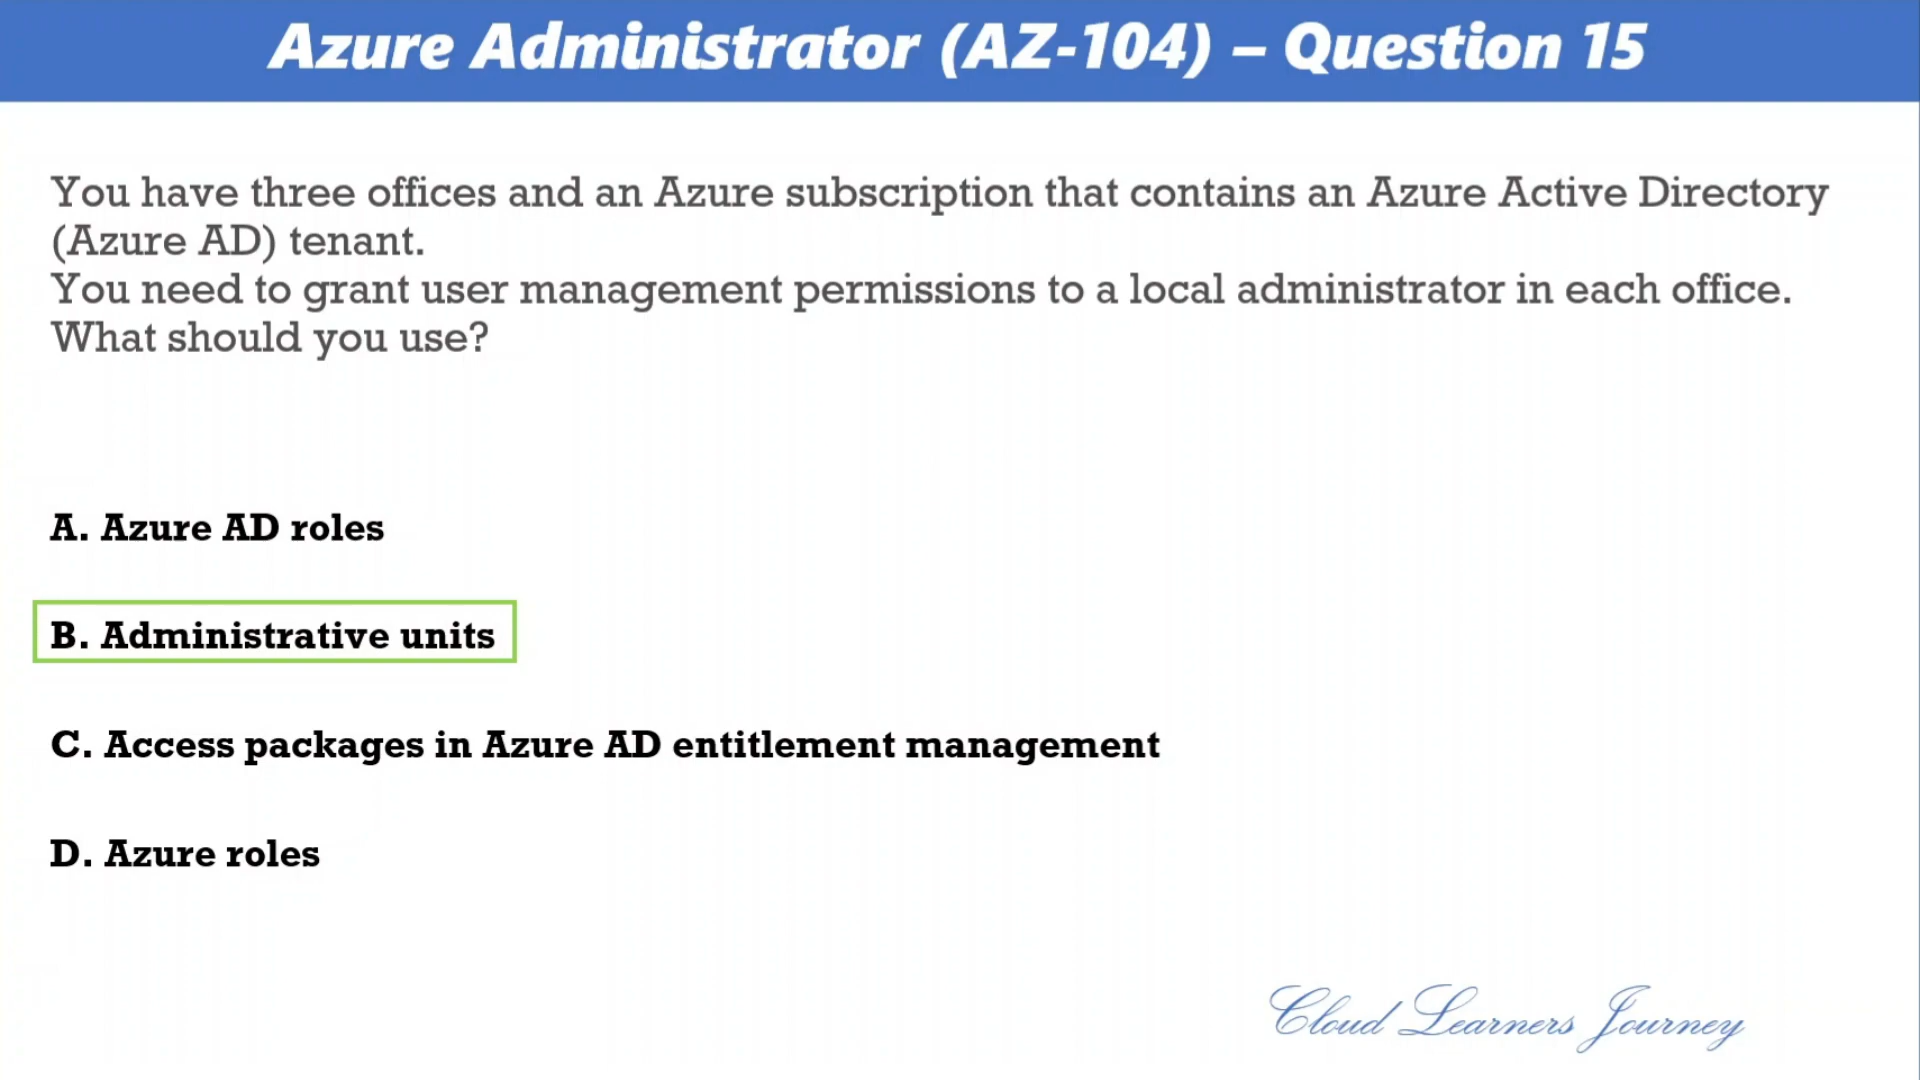 Azure Administrator (AZ-104) – Question 15
You have three offices and an Azure subscription that contains an Azure Active Directory
(Azure AD) tenant.
You need to grant user management permissions to a local administrator in each office.
What should you use?
A. Azure AD roles
B. Administrative units
C. Access packages in Azure AD entitlement management
D. Azure roles
Cloud Learners Journey